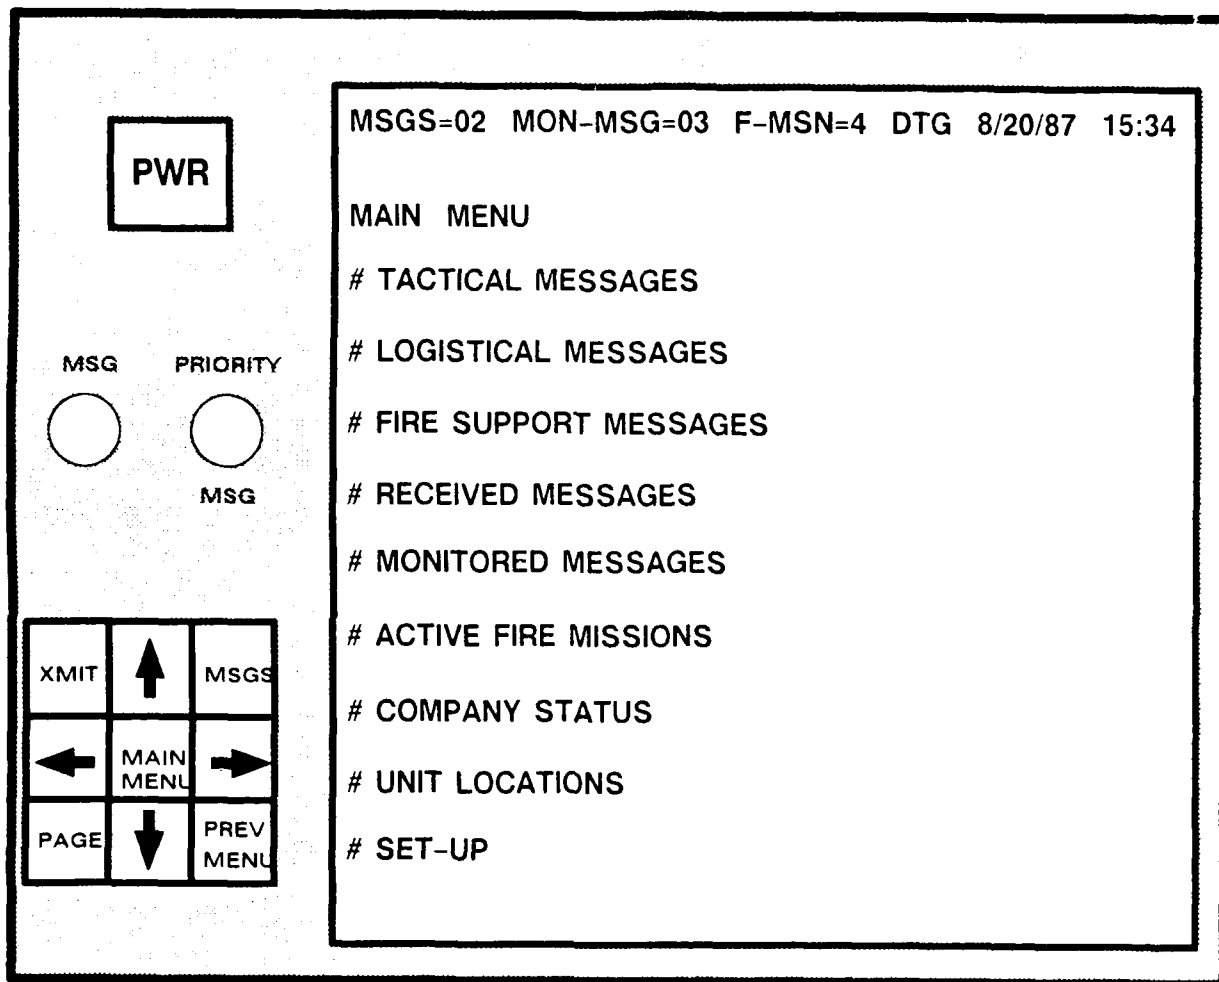 MSGS=02 MON-MSG=03 F-MSN=4 DTG 8/20/87 15:34
PWR
MAIN MENU
# TACTICAL MESSAGES
# LOGISTICAL MESSAGES
# FIRE SUPPORT MESSAGES
# RECEIVED MESSAGES
# MONITORED MESSAGES
# ACTIVE FIRE MISSIONS
# COMPANY STATUS
# UNIT LOCATIONS
# SET-UP
MSG PRIORITY
MSG
XMIT MSGS
MAIN
MENU
PAGE PREV
MENU